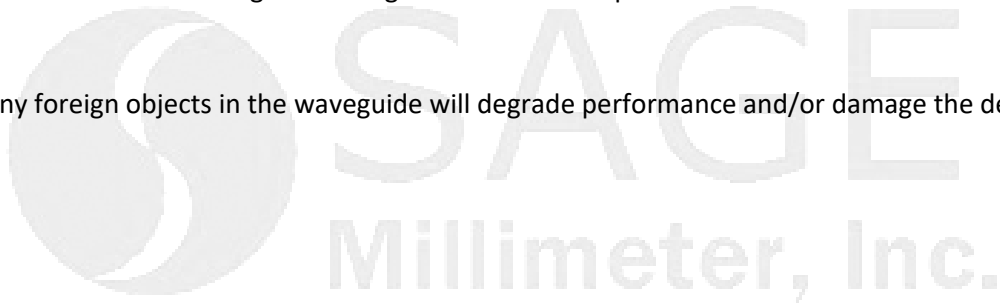 ny foreign objects in the waveguide will degrade performance and/or damage the de
SAGE
Millimeter, Inc.